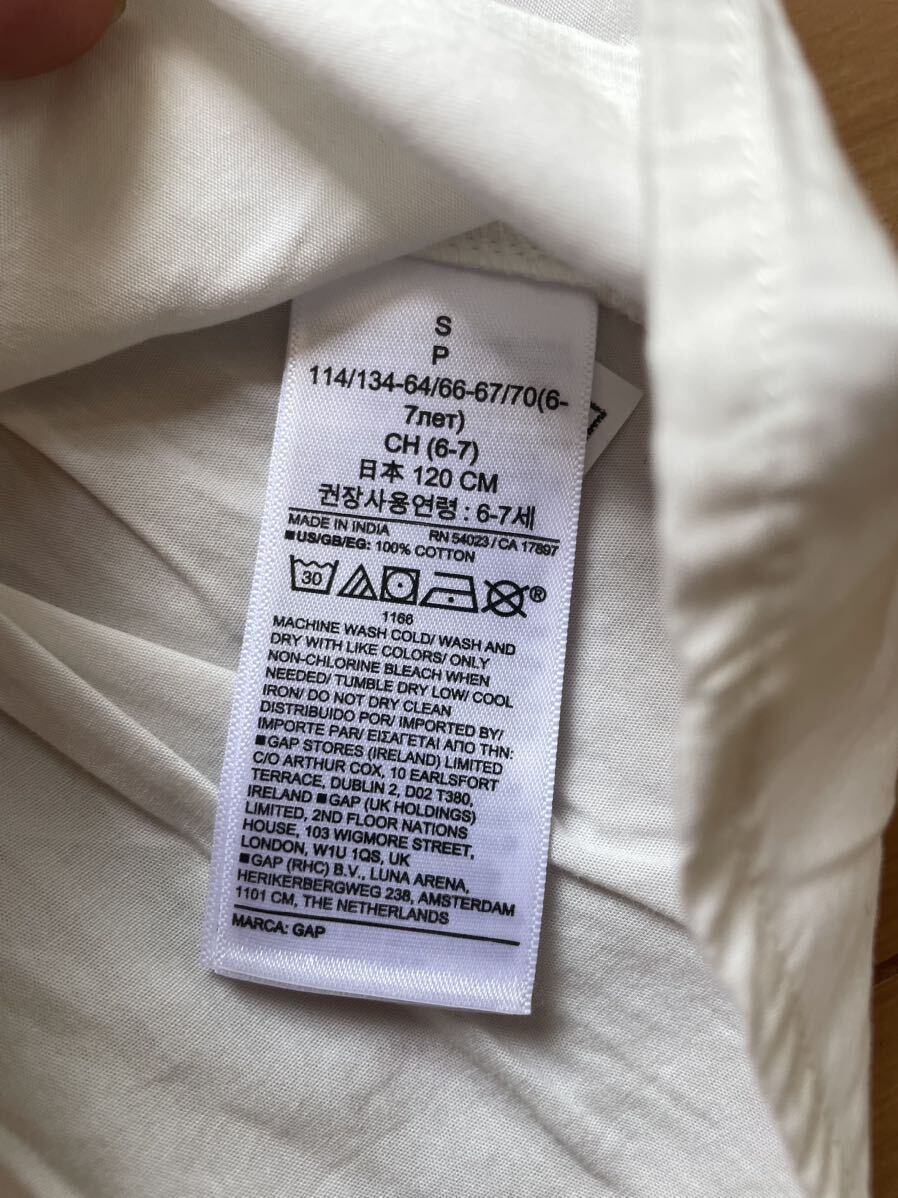 S
P
114/134-64/66-67/70(6-
7лет)
CH (6-7)
日本 120 CM
권장사용연령 : 6-7세
MADE IN INDIA RN 54023 / CA 17897
■US/GB/EG: 100% COTTON
30 ®
1166
MACHINE WASH COLD/ WASH AND
DRY WITH LIKE COLORS/ ONLY
NON-CHLORINE BLEACH WHEN
NEEDED/ TUMBLE DRY LOW/ COOL
IRON/ DO NOT DRY CLEAN
DISTRIBUIDO POR/ IMPORTED BY/
IMPORTE PAR/ ΕΙΣΑΓΕΤΑΙ ΑΠΟ ΤΗΝ:
■GAP STORES (IRELAND) LIMITED
C/O ARTHUR COX, 10 EARLSFORT
TERRACE, DUBLIN 2, D02 T380,
IRELAND ■GAP (UK HOLDINGS)
LIMITED, 2ND FLOOR NATIONS
HOUSE, 103 WIGMORE STREET,
LONDON, W1U 1QS, UK
■GAP (RHC) B.V., LUNA ARENA,
HERIKERBERGWEG 238, AMSTERDAM
1101 CM, THE NETHERLANDS
MARCA: GAP